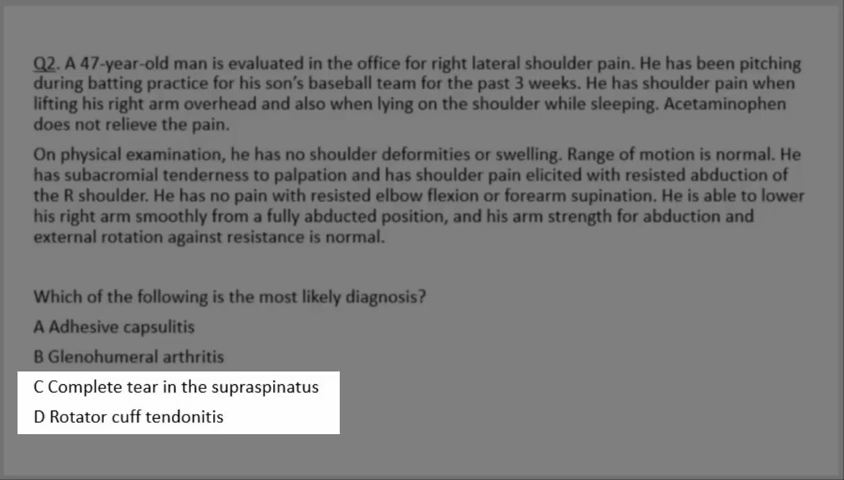 Q2. A 47-year-old man is evaluated in the office for right lateral shoulder pain. He has been pitching
during batting practice for his son's baseball team for the past 3 weeks. He has shoulder pain when
lifting his right arm overhead and also when lying on the shoulder while sleeping. Acetaminophen
does not relieve the pain.
On physical examination, he has no shoulder deformities or swelling. Range of motion is normal. He
has subacromial tenderness to palpation and has shoulder pain elicited with resisted abduction of
the R shoulder. He has no pain with resisted elbow flexion or forearm supination. He is able to lower
his right arm smoothly from a fully abducted position, and his arm strength for abduction and
external rotation against resistance is normal.
Which of the following is the most likely diagnosis?
A Adhesive capsulitis
B Glenohumeral arthritis
C Complete tear in the supraspinatus
D Rotator cuff tendonitis